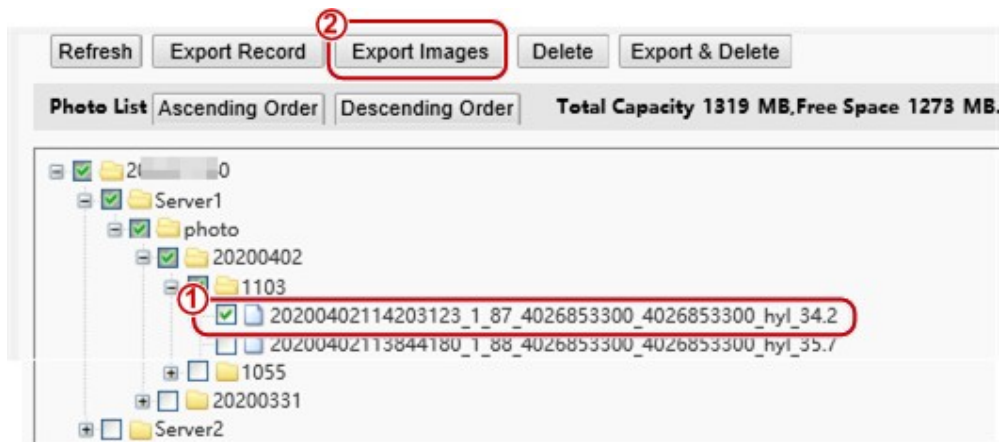 ②
Refresh Export Record Export Images Delete Export & Delete
Photo List Ascending Order Descending Order Total Capacity 1319 MB,Free Space 1273 MB.
Server1
photo
20200402
1103
①
20200402114203123_1_87_4026853300_4026853300_hyl_34.2
20200402113844180_1_88_4026853300_4026853300_hyl_35.7
1055
20200331
Server2